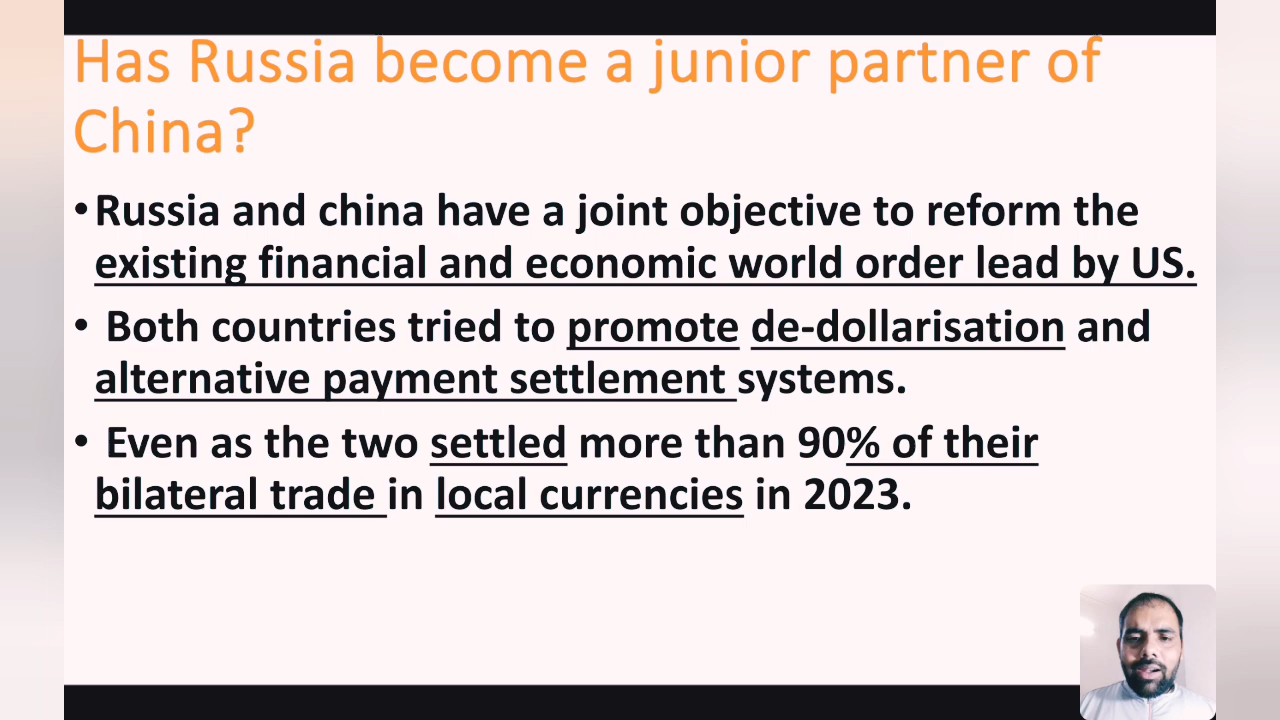 Has Russia become a junior partner of
China?
•Russia and china have a joint objective to reform the
existing financial and economic world order lead by US.
• Both countries tried to promote de-dollarisation and
alternative payment settlement systems.
• Even as the two settled more than 90% of their
bilateral trade in local currencies in 2023.